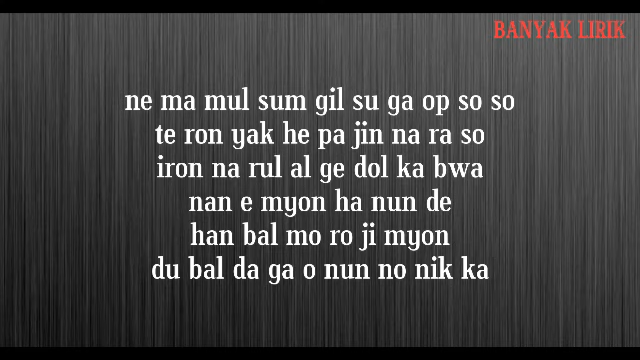 BANYAK LIRIK
ne ma mul sum gil su ga op so so
te ron yak he pa jin na ra so
iron na rul al ge dol ka bwa
nan e myon ha nun de
han bal mo ro ji myon
du bal da ga o nun no nik ka